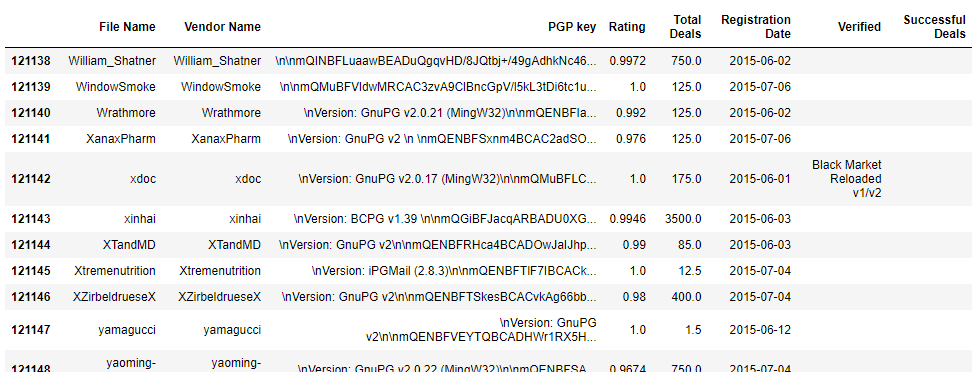 File Name Vendor Name PGP key Rating Total Deals Registration Date Verified Successful Deals
121138 William_Shatner William_Shatner \n\nmQINBFLuaawBEADuQgqvHD/8JQtbj+/49gAdhkNc46... 0.9972 750.0 2015-06-02
121139 WindowSmoke WindowSmoke \n\nmQMuBFVldwMRCAC3zvA9ClBncGpV/I5kL3tDi6tc1u... 1.0 125.0 2015-07-06
121140 Wrathmore Wrathmore \nVersion: GnuPG v2.0.21 (MingW32)\n\nmQENBFIa... 0.992 125.0 2015-06-02
121141 XanaxPharm XanaxPharm \nVersion: GnuPG v2 \n \nmQENBFSxnm4BCAC2adSO... 0.976 125.0 2015-07-06
121142 xdoc xdoc \nVersion: GnuPG v2.0.17 (MingW32)\n\nmQMuBFLC... 1.0 175.0 2015-06-01 Black Market Reloaded v1/v2
121143 xinhai xinhai \nVersion: BCPG v1.39 \n\nmQGiBFJacqARBADU0XG... 0.9946 3500.0 2015-06-03
121144 XTandMD XTandMD \nVersion: GnuPG v2\n\nmQENBFRHca4BCADOwJalJhp... 0.99 85.0 2015-06-03
121145 Xtremenutrition Xtremenutrition \nVersion: iPGMail (2.8.3)\n\nmQENBFTlF7IBCACk... 1.0 12.5 2015-07-04
121146 XZirbeldrueseX XZirbeldrueseX \nVersion: GnuPG v2\n\nmQENBFTSkesBCACvkAg66bb... 0.98 400.0 2015-07-04
121147 yamagucci yamagucci \nVersion: GnuPG v2\n\nmQENBFVEYTQBCADHWr1RX5H... 1.0 1.5 2015-06-12
121148 yaoming- yaoming- \nVersion: GnuPG v2.0.22 (MingW32)\n\nmQENBFSA... 0.9674 750.0 2015-07-04